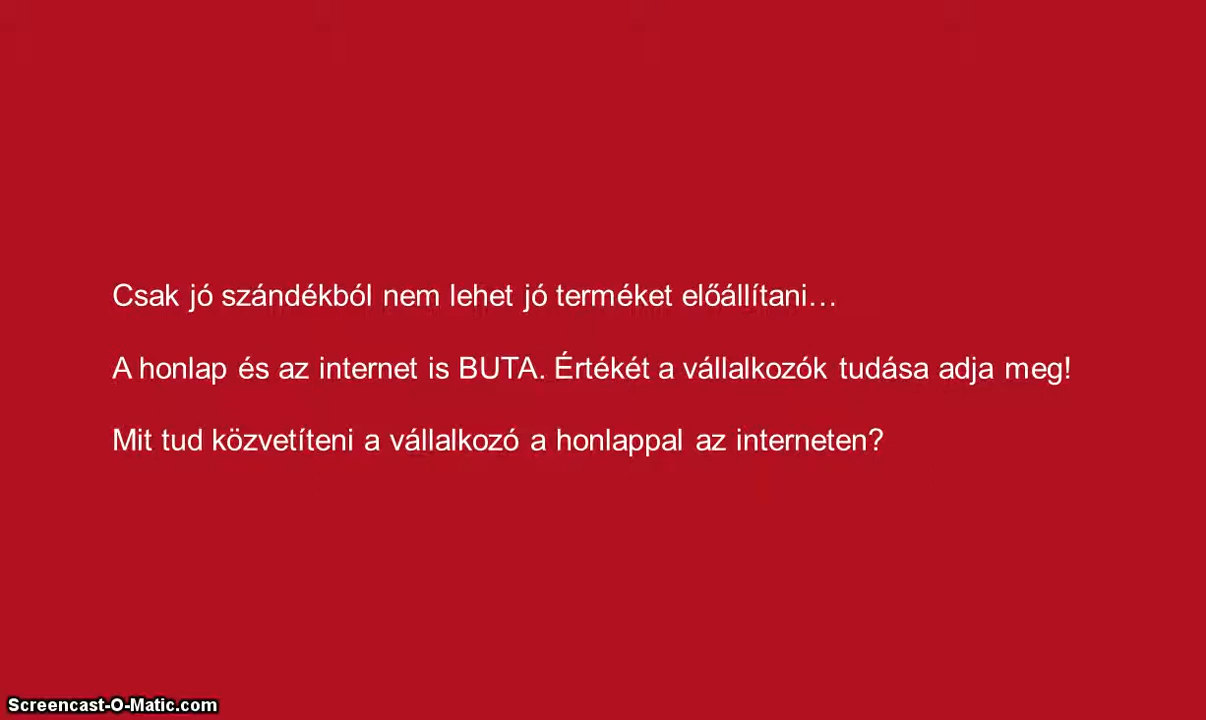 Csak jó szándékból nem lehet jó terméket előállítani…
A honlap és az internet is BUTA. Értékét a vállalkozók tudása adja meg!
Mit tud közvetíteni a vállalkozó a honlappal az interneten?
Screencast-O-Matic.com